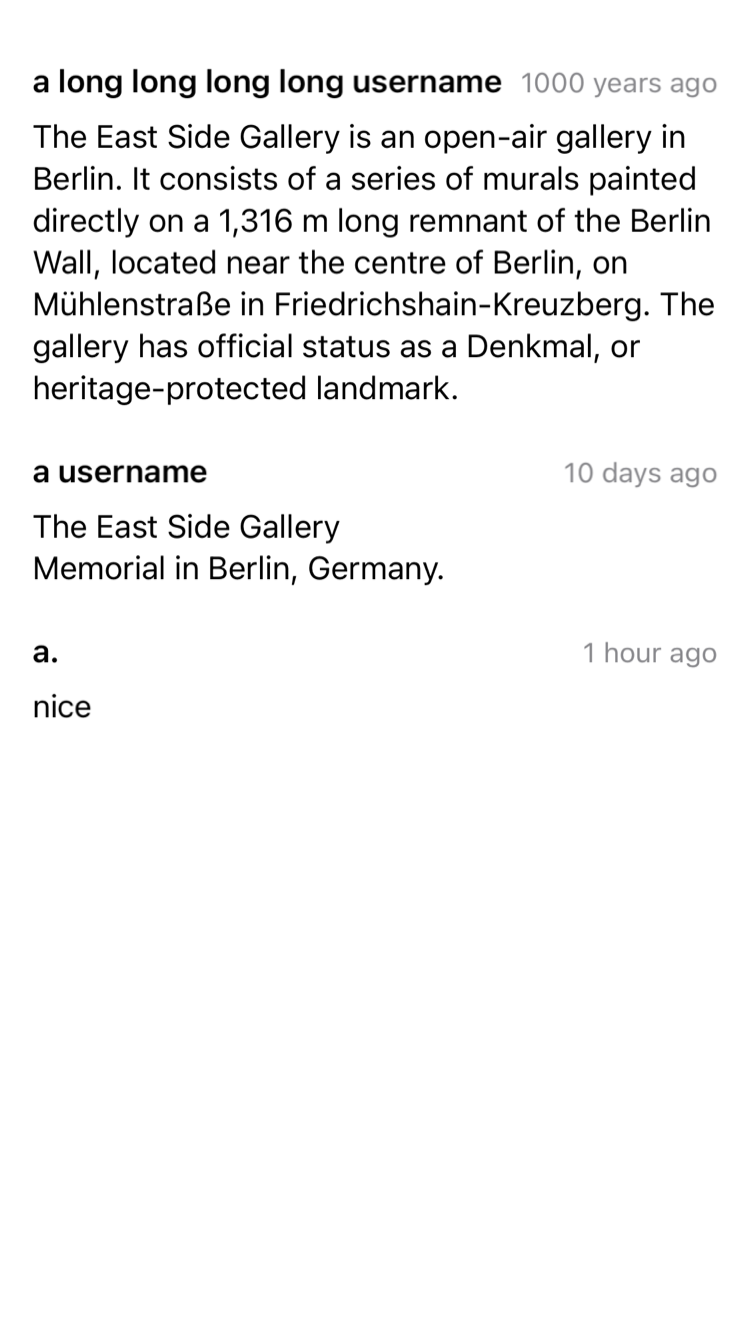 a long long long long username 1000 years ago
The East Side Gallery is an open-air gallery in
Berlin. It consists of a series of murals painted
directly on a 1,316 m long remnant of the Berlin
Wall, located near the centre of Berlin, on
Mühlenstraße in Friedrichshain-Kreuzberg. The
gallery has official status as a Denkmal, or
heritage-protected landmark.
a username 10 days ago
The East Side Gallery
Memorial in Berlin, Germany.
a. 1 hour ago
nice